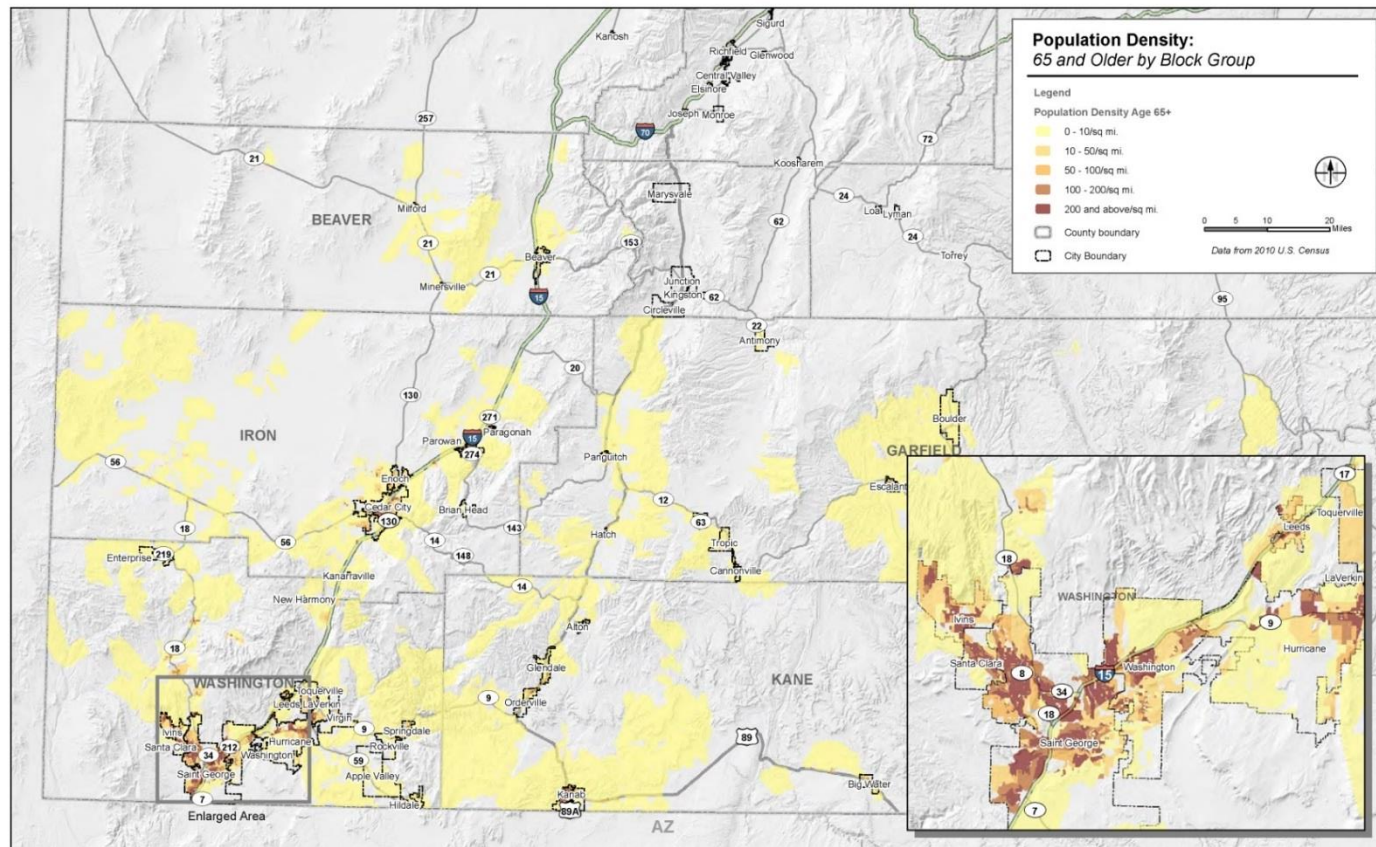 Population Density:
65 and Older by Block Group
Legend
Population Density Age 65+
0 - 10/sq mi.
10 - 50/sq mi.
50 - 100/sq mi.
100 - 200/sq mi.
200 and above/sq mi.
County boundary
City Boundary
0 5 10 20
Miles
Data from 2010 U.S. Census
Sigurd
Kanosh
Richfield
Glenwood
Central Valley
Elsinore
Joseph
Monroe
257
70
72
21
Koosharem
Marysvale
24
Loa
Lyman
BEAVER
Milford
62
24
21
153
Torrey
Beaver
21
Minersville
Junction
Kingston
62
15
Circleville
95
22
Antimony
20
130
271
Paragonah
Boulder
IRON
Parowan
15
274
GARFIELD
Panguitch
56
Enoch
Escalant
Cedar City
130
Brian Head
12
18
143
63
Hatch
Tropic
56
14
Enterprise
219
148
Cannonville
Kanarraville
14
New Harmony
Alton
18
Glendale
WASHINGTON
KANE
Toquerville
9
Orderville
Leeds
LaVerkin
Virgin
9
Springdale
Ivins
212
Hurricane
Rockville
89
Santa Clara
34
Washington
59
Saint George
Apple Valley
Big Water
Kanab
7
Hildale
89A
Enlarged Area
AZ
17
Toquerville
Leeds
18
LaVerkin
WASHINGTON
Ivins
9
Hurricane
Santa Clara
8
15
Washington
34
18
Saint George
7